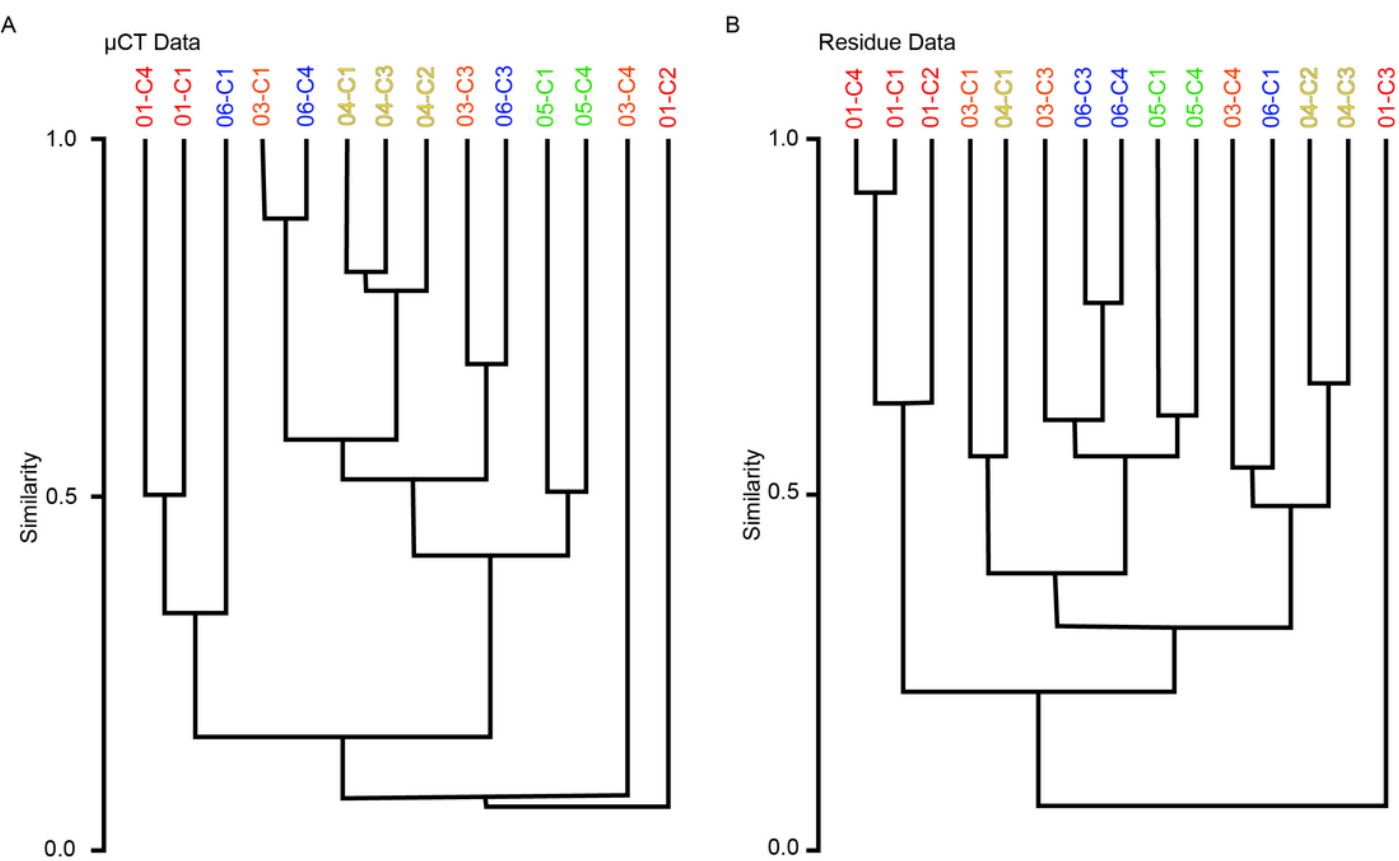 A
µCT Data
01-C4
01-C1
06-C1
03-C1
06-C4
04-C1
04-C3
04-C2
03-C3
06-C3
05-C1
05-C4
03-C4
01-C2
1.0
0.5
0.0
Similarity
B
Residue Data
01-C4
01-C1
01-C2
03-C1
04-C1
03-C3
06-C3
06-C4
05-C1
05-C4
03-C4
06-C1
04-C2
04-C3
01-C3
1.0
0.5
0.0
Similarity